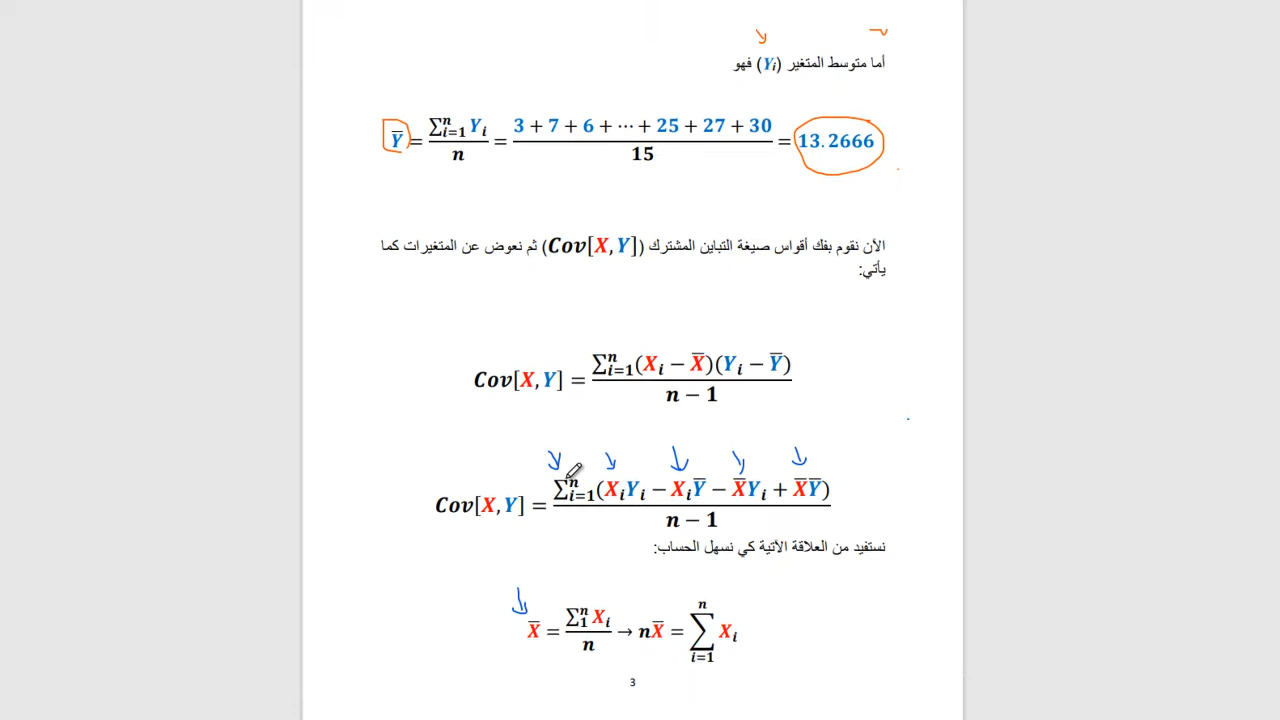 أما متوسط المتغير (Yᵢ) فهو
Ȳ = ∑ⁿᵢ₌₁ Yᵢ / n = 3 + 7 + 6 + ⋯ + 25 + 27 + 30 / 15 = 13.2666
الآن نقوم بفك أقواس صيغة التباين المشترك (Cov[X, Y]) ثم نعوض عن المتغيرات كما
يأتي:
Cov[X, Y] = ∑ⁿᵢ₌₁(Xᵢ − X̄)(Yᵢ − Ȳ) / n − 1
Cov[X, Y] = ∑ⁿᵢ₌₁(XᵢYᵢ − XᵢȲ − X̄Yᵢ + X̄Ȳ) / n − 1
نستفيد من العلاقة الآتية كي نسهل الحساب:
X̄ = ∑ⁿ₁ Xᵢ / n → nX̄ = ∑ⁿᵢ₌₁ Xᵢ
3